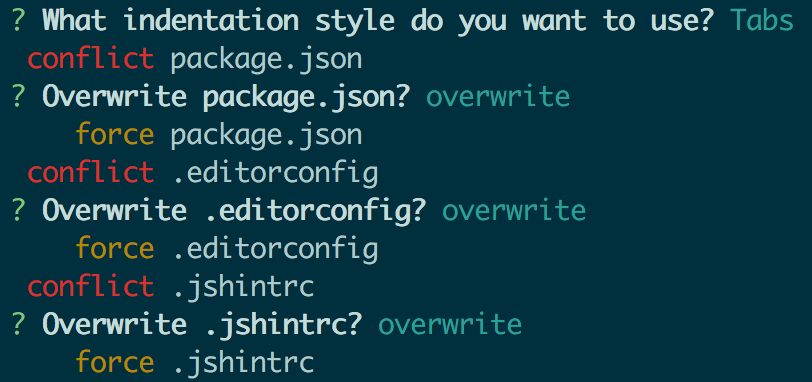 ? What indentation style do you want to use? Tabs
conflict package.json
? Overwrite package.json? overwrite
force package.json
conflict .editorconfig
? Overwrite .editorconfig? overwrite
force .editorconfig
conflict .jshintrc
? Overwrite .jshintrc? overwrite
force .jshintrc